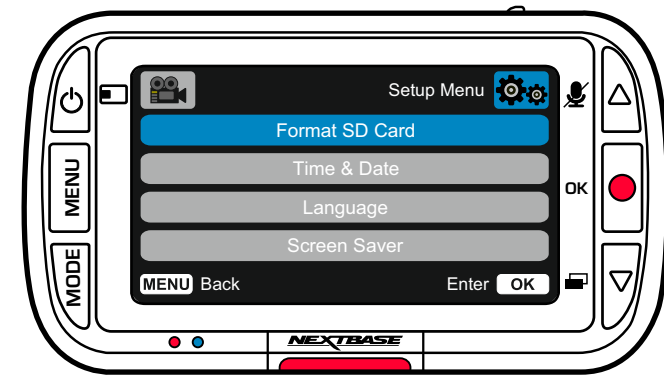 Setup Menu
Format SD Card
Time & Date
Language
Screen Saver
MENU Back
Enter OK
MENU
MODE
OK
NEXTBASE